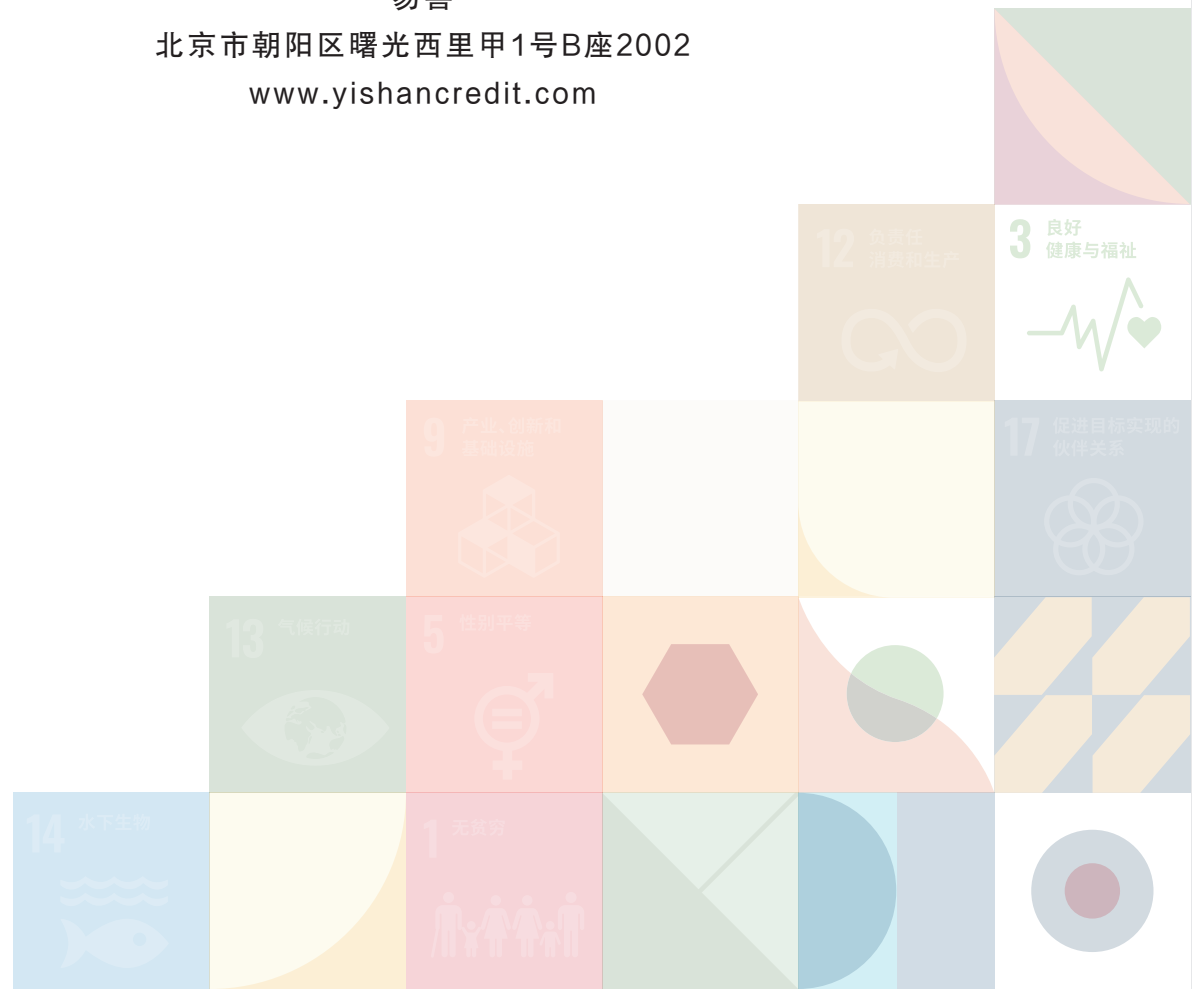 北京市朝阳区曙光西里甲1号B座2002
www.yishancredit.com
12 负责任
消费和生产
3 良好
健康与福祉
9 产业、创新和
基础设施
17 促进目标实现的
伙伴关系
13 气候行动
5 性别平等
14 水下生物
1 无贫穷